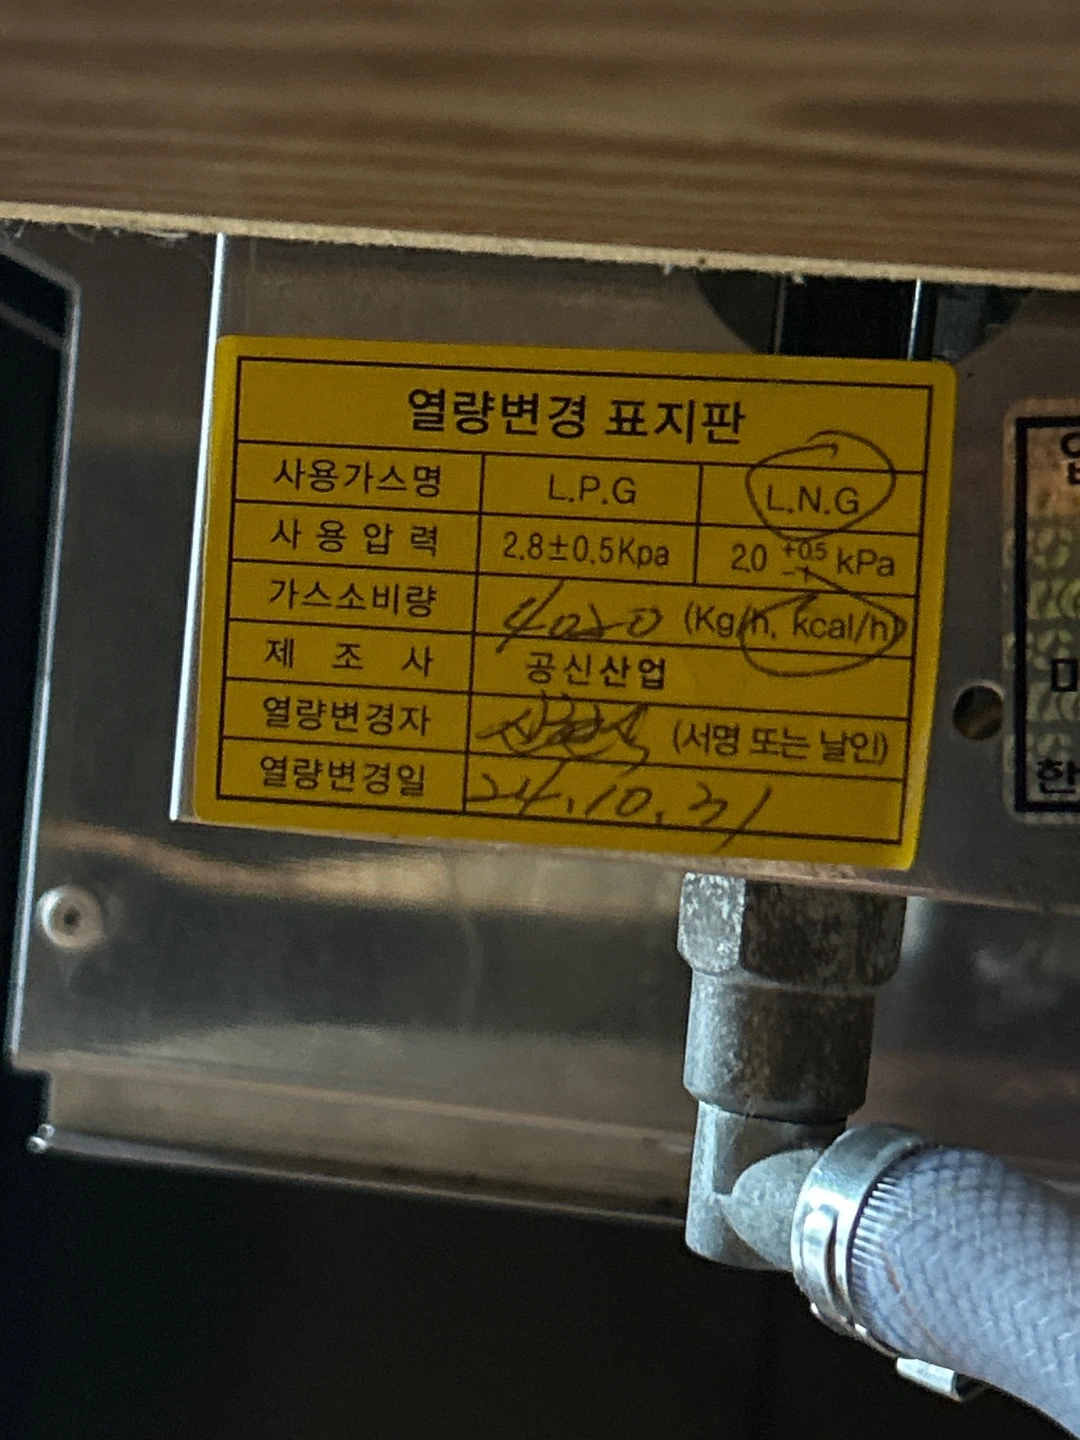 열량변경 표지판
사용가스명 L.P.G L.N.G
사용압력 2.8±0.5Kpa 2.0 +0.5 -1 kPa
가스소비량 4020 (Kg/h, kcal/h)
제 조 사 공신산업
열량변경자 (서명 또는 날인)
열량변경일 24.10.31
한